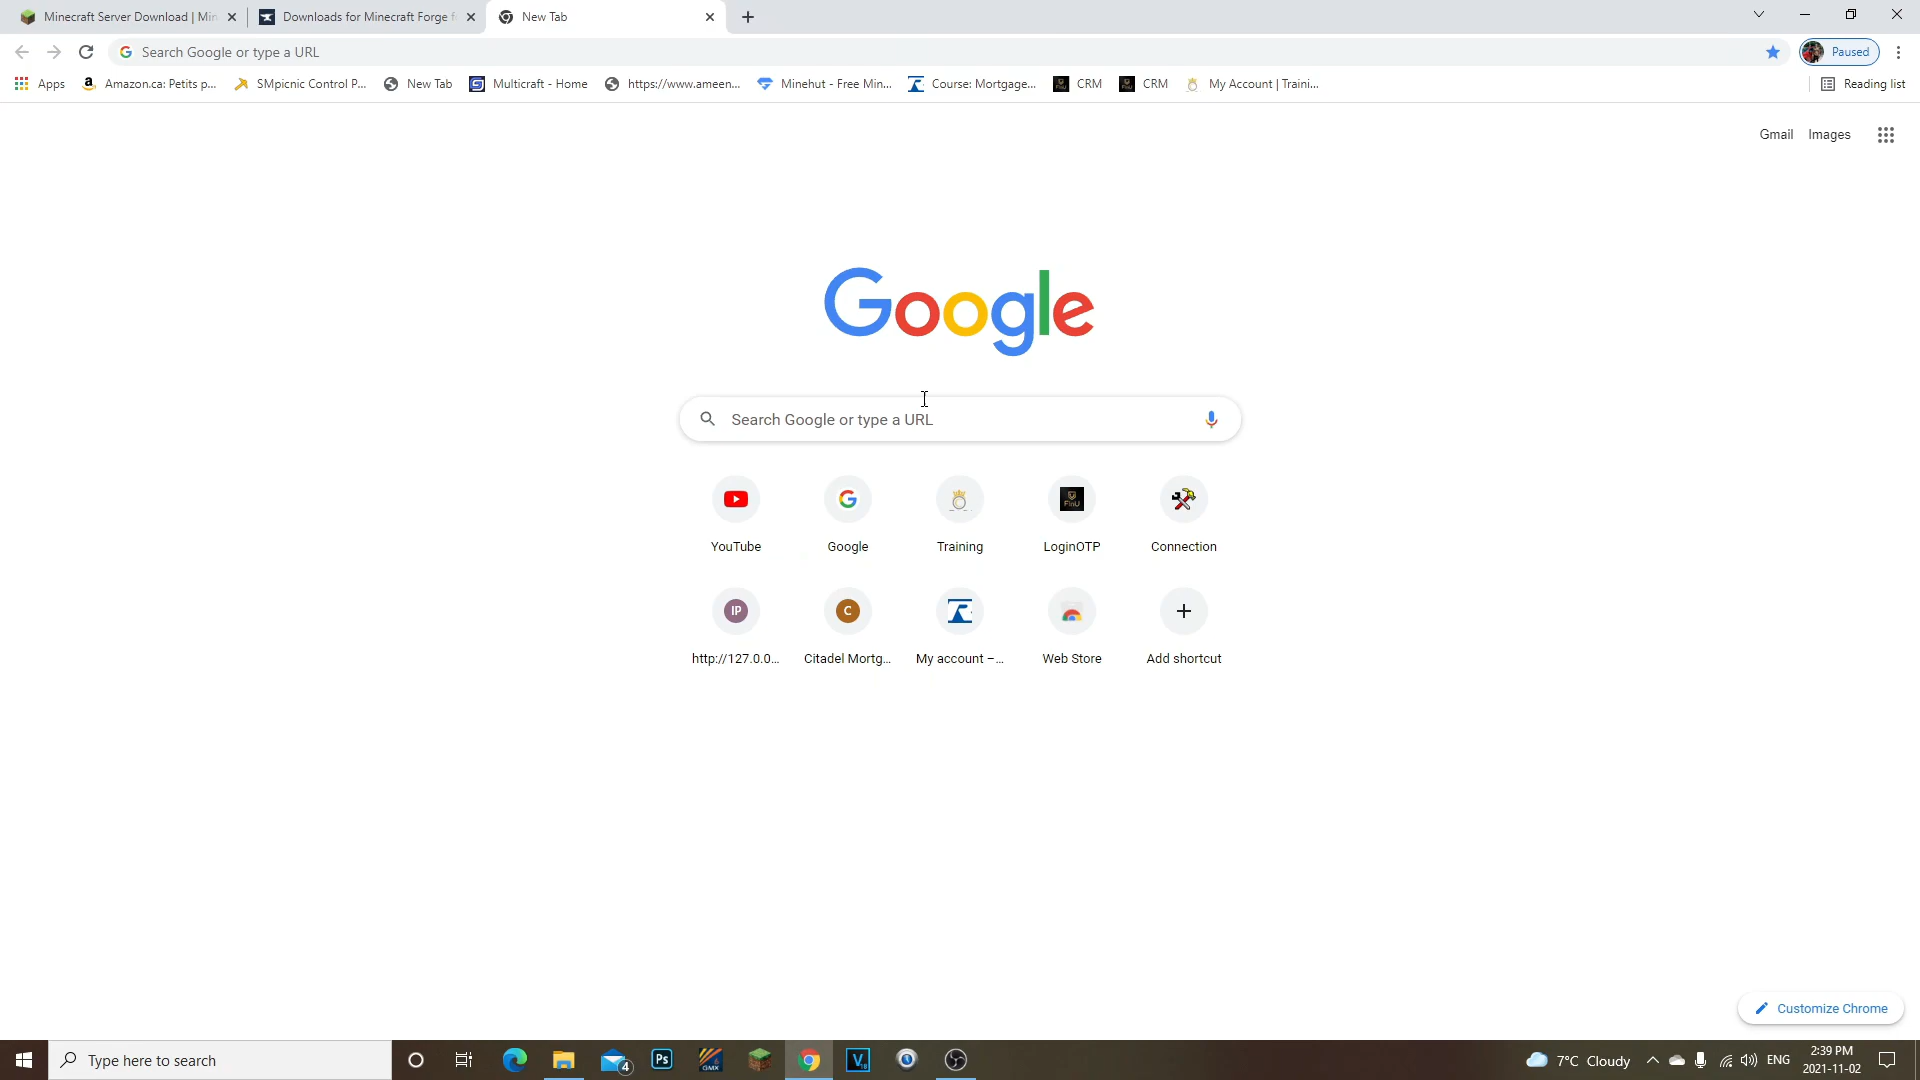 Minecraft Server Download | Min
Downloads for Minecraft Forge f
New Tab
Search Google or type a URL
Paused
Apps
Amazon.ca: Petits p...
SMpicnic Control P...
New Tab
Multicraft - Home
https://www.ameen...
Minehut - Free Min...
Course: Mortgage...
CRM
CRM
My Account | Traini...
Reading list
Gmail
Images
Google
Search Google or type a URL
YouTube
Google
Training
LoginOTP
Connection
IP
C
http://127.0.0...
Citadel Mortg...
My account –...
Web Store
Add shortcut
Customize Chrome
Type here to search
4
Ps
GMX
V
7°C Cloudy
ENG
2:39 PM
2021-11-02